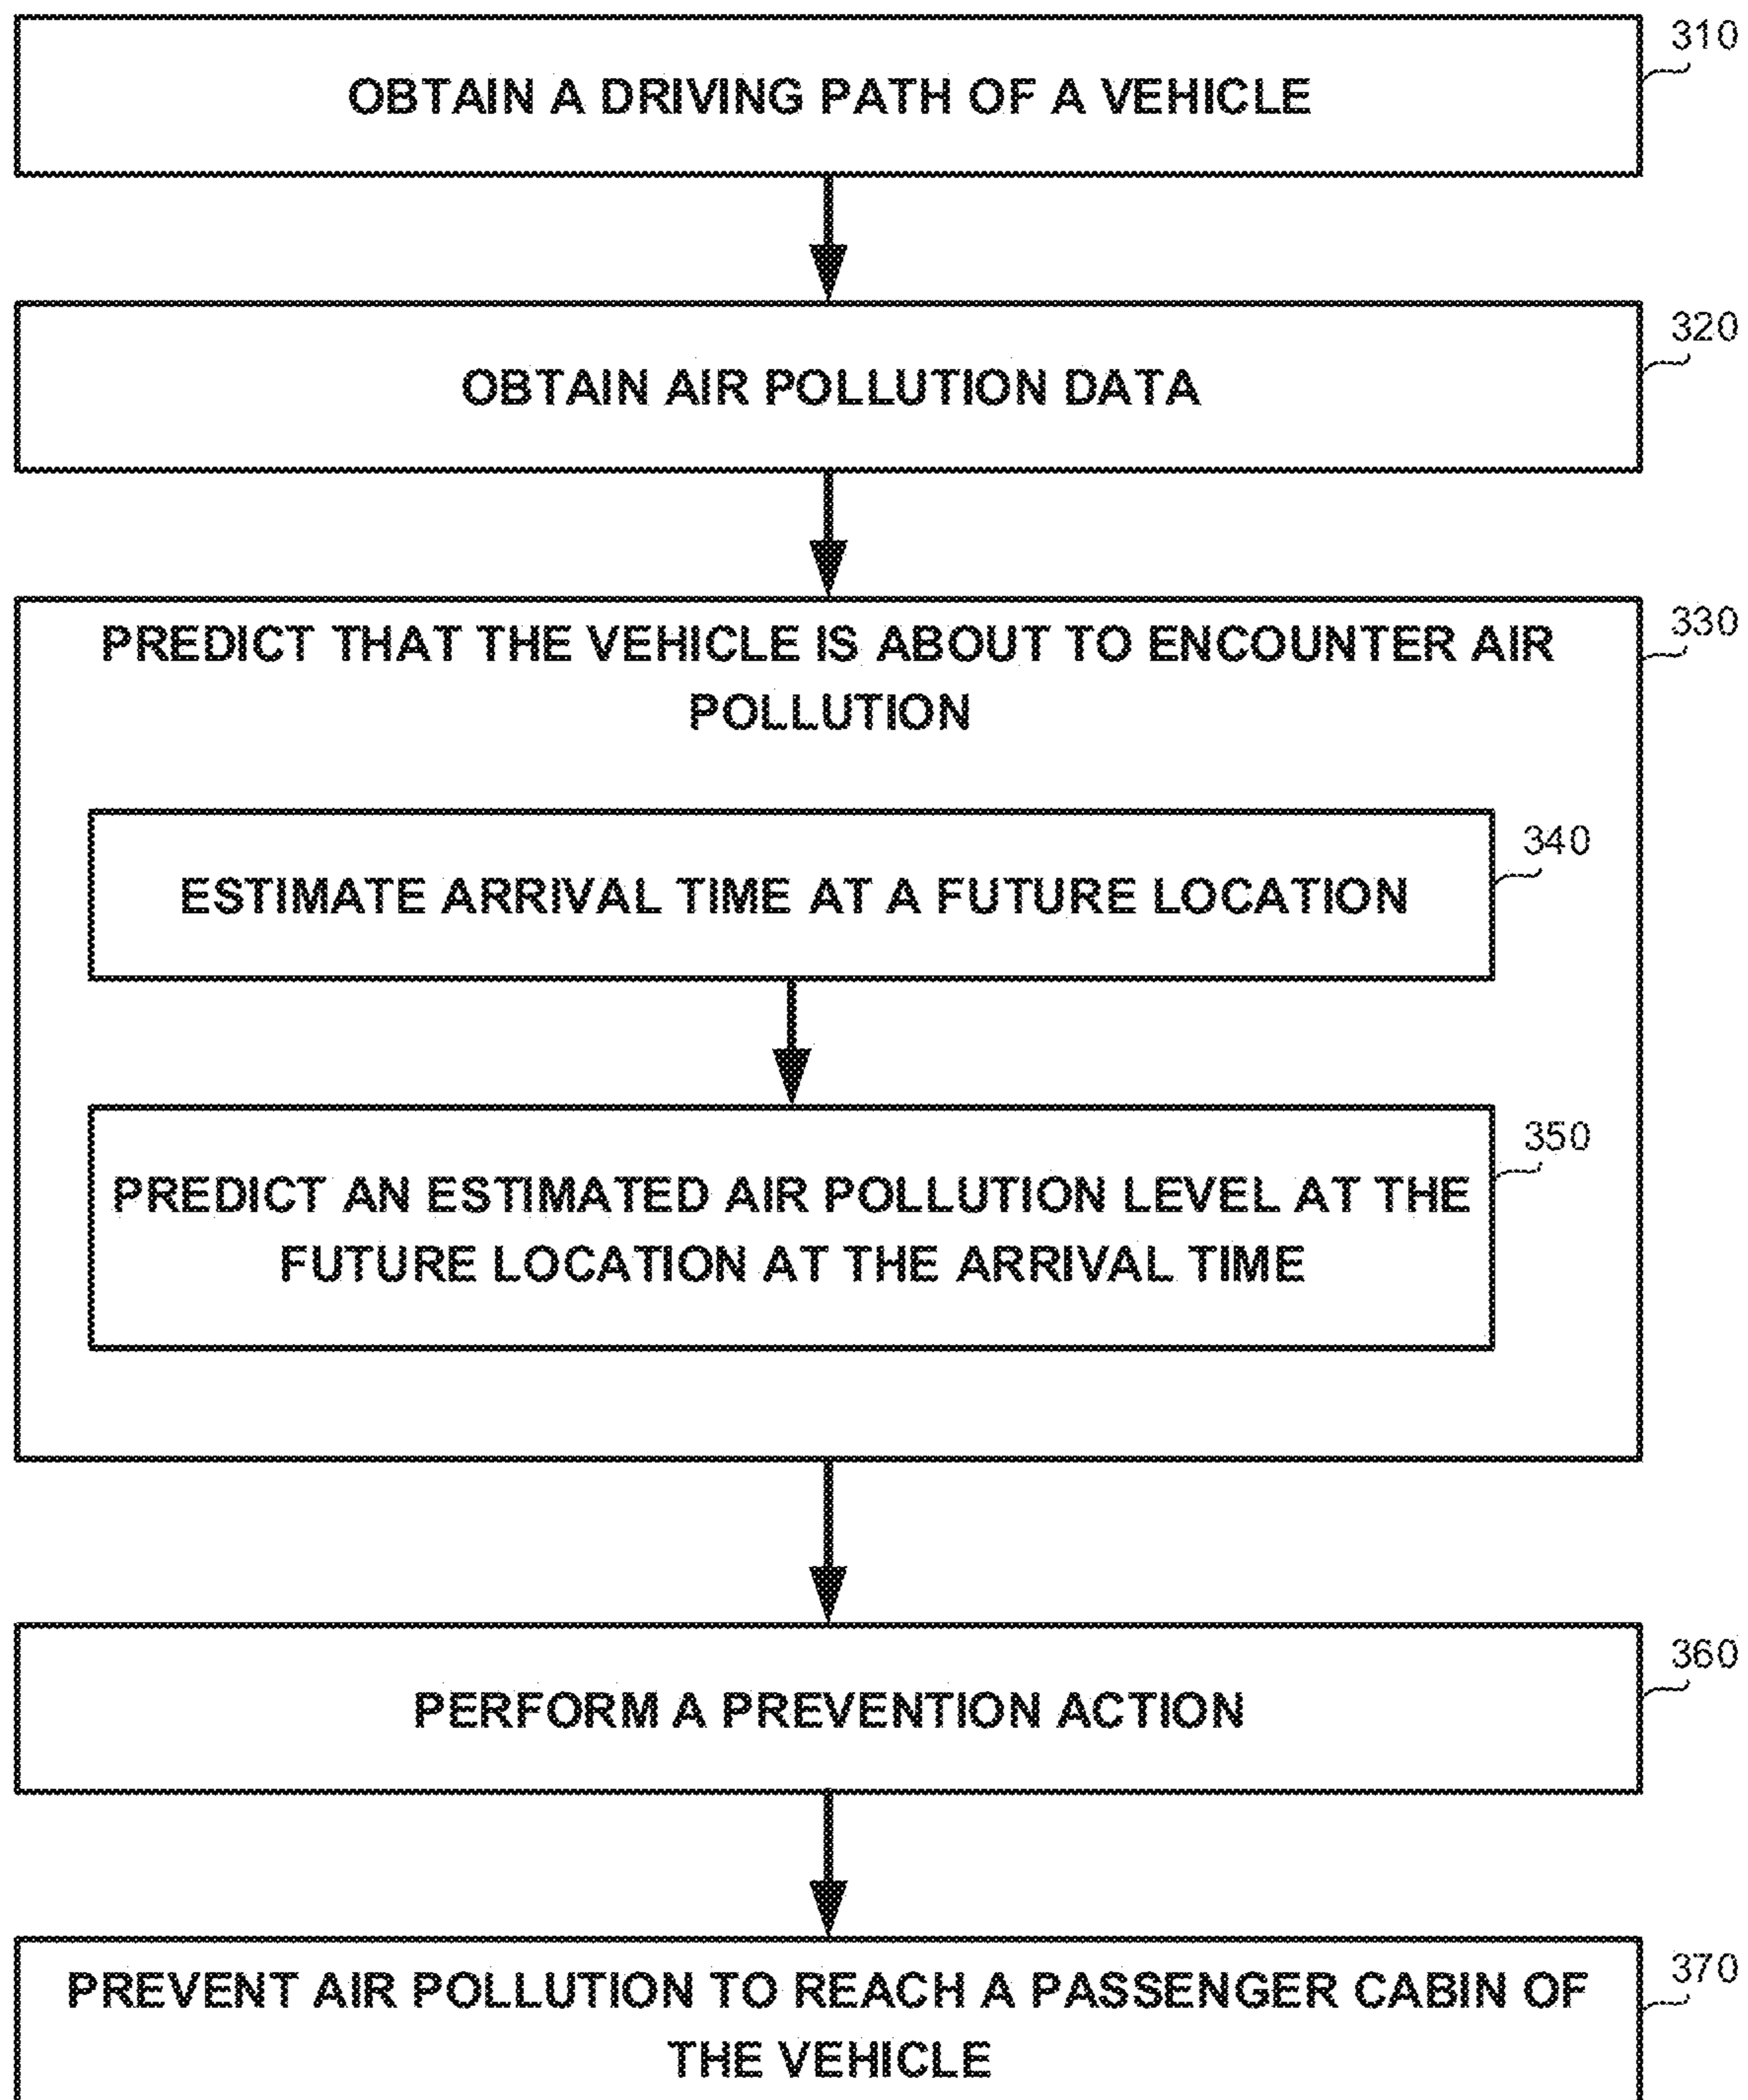 310
OBTAIN A DRIVING PATH OF A VEHICLE
320
OBTAIN AIR POLLUTION DATA
330
PREDICT THAT THE VEHICLE IS ABOUT TO ENCOUNTER AIR
POLLUTION
340
ESTIMATE ARRIVAL TIME AT A FUTURE LOCATION
350
PREDICT AN ESTIMATED AIR POLLUTION LEVEL AT THE
FUTURE LOCATION AT THE ARRIVAL TIME
360
PERFORM A PREVENTION ACTION
370
PREVENT AIR POLLUTION TO REACH A PASSENGER CABIN OF
THE VEHICLE